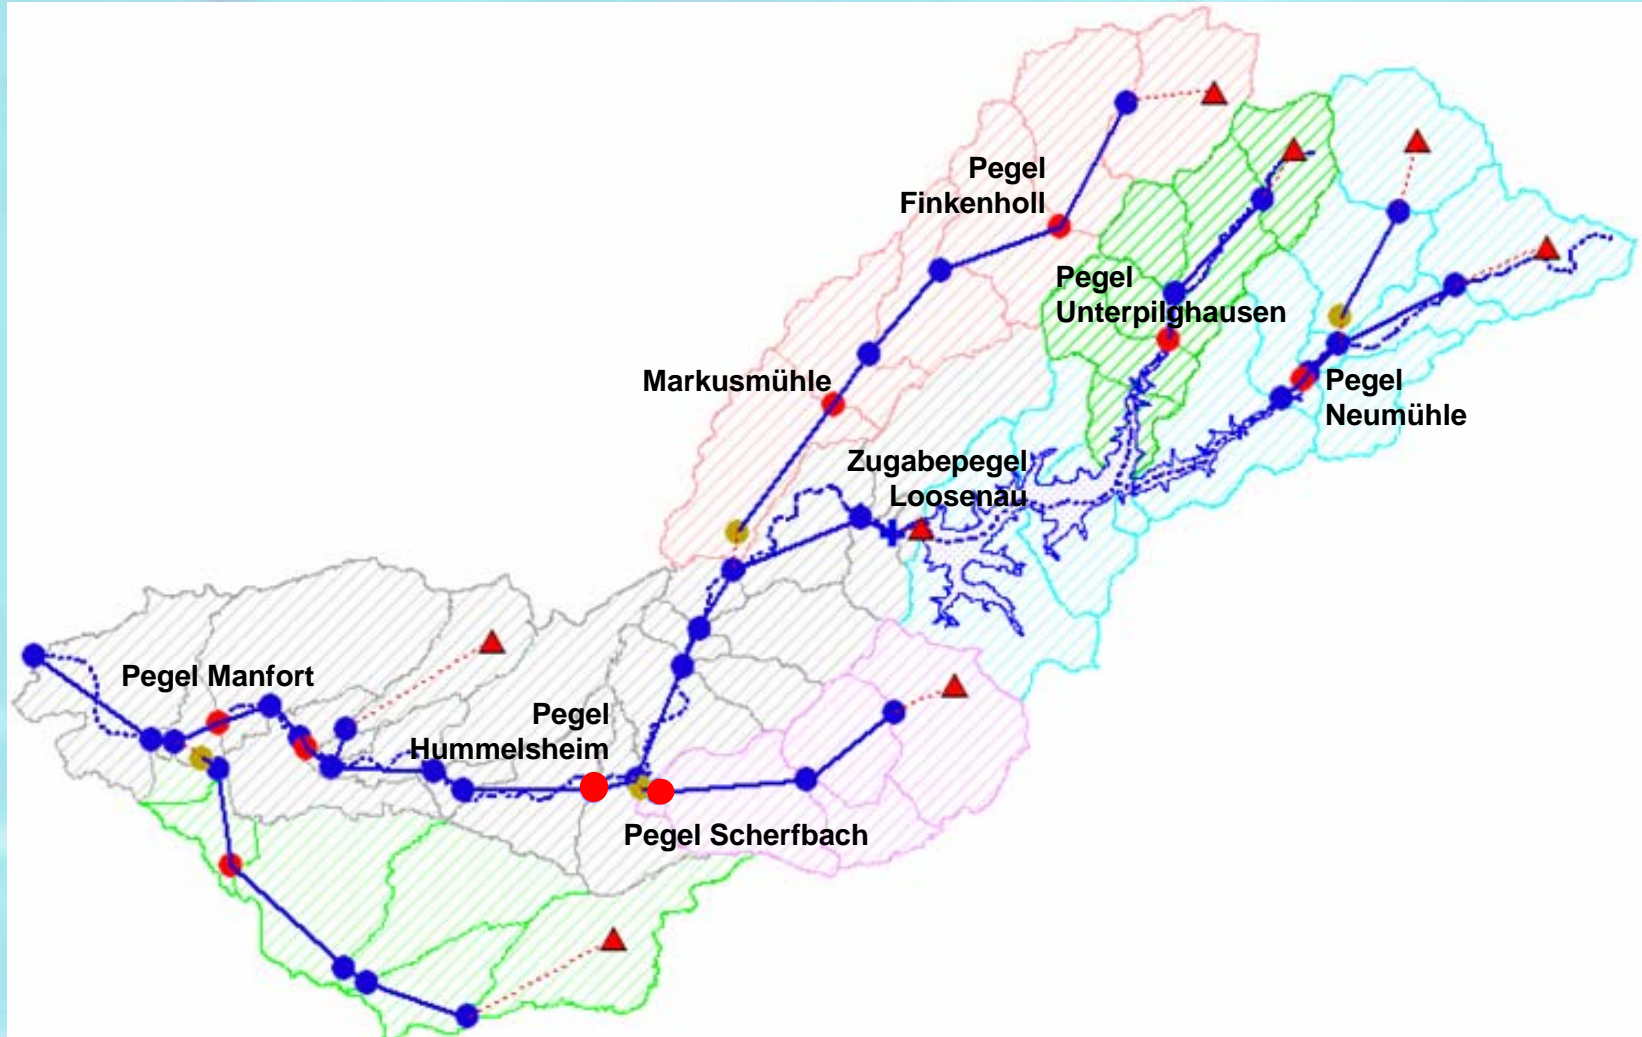 Pegel
Finkenholl
Pegel
Unterpilghausen
Markusmühle
Pegel
Neumühle
Zugabepegel
Loosenau
Pegel Manfort
Pegel
Hummelsheim
Pegel Scherfbach